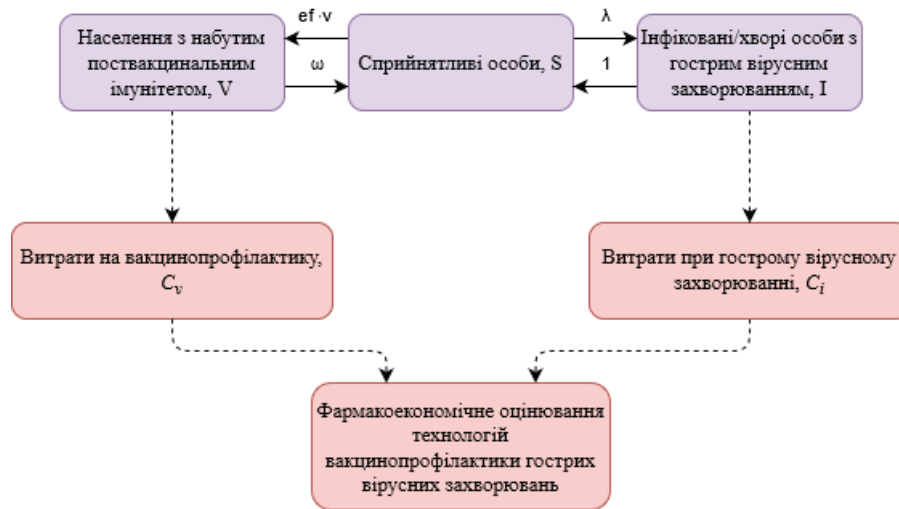 ef·v
λ
Населення з набутим
поствакцинальним
імунітетом, V
ω
Сприйнятливі особи, S
1
Інфіковані/хворі особи з
гострим вірусним
захворюванням, I
Витрати на вакцинопрофілактику,
Cᵥ
Витрати при гострому вірусному
захворюванні, Cᵢ
Фармакоекономічне оцінювання
технологій
вакцинопрофілактики гострих
вірусних захворювань